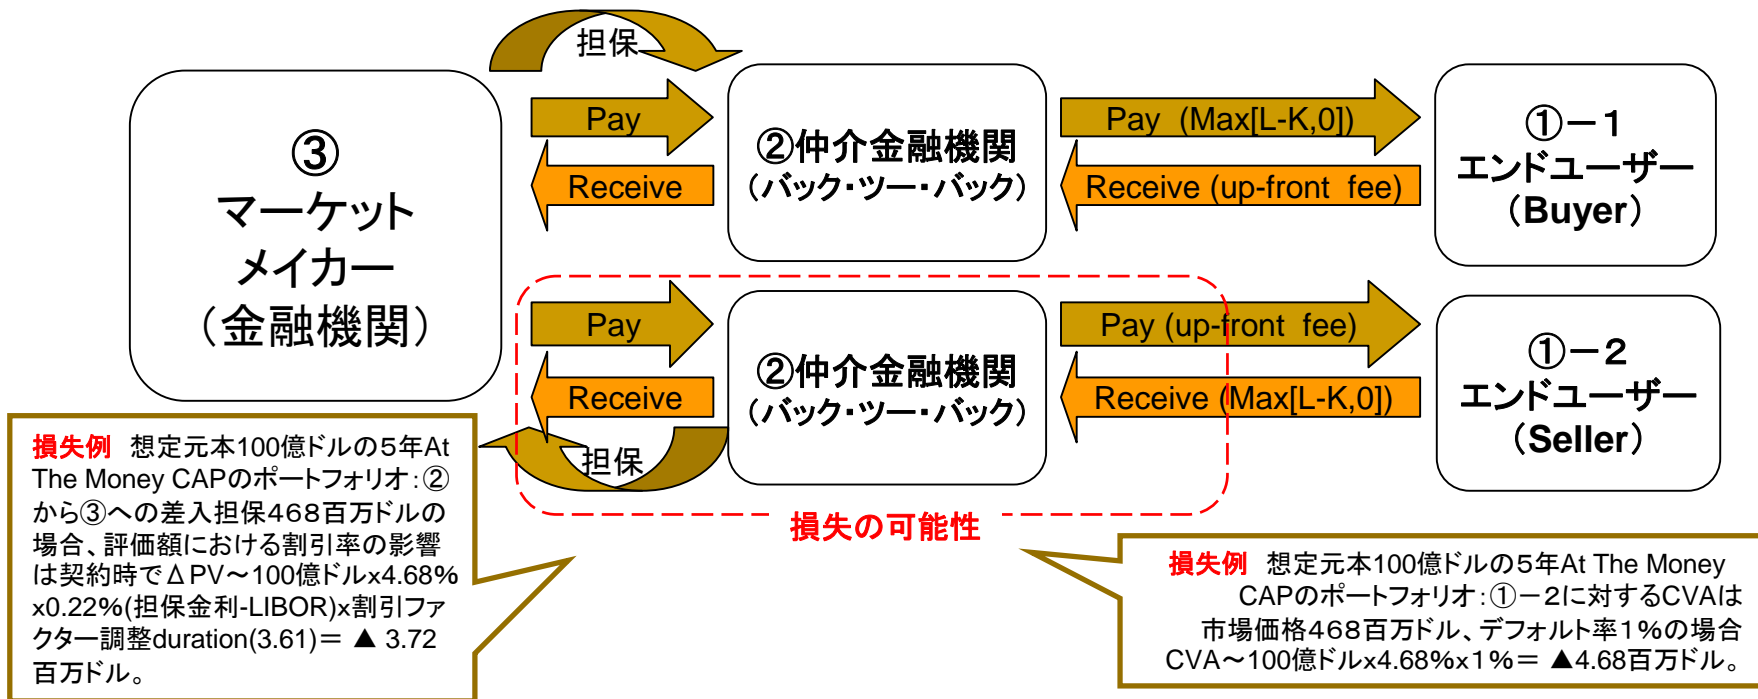 担保
③
マーケット
メイカー
(金融機関)
Pay
Receive
②仲介金融機関
(バック・ツー・バック)
Pay (Max[L-K,0])
Receive (up-front fee)
①－1
エンドユーザー
(Buyer)
Pay
Receive
②仲介金融機関
(バック・ツー・バック)
Pay (up-front fee)
Receive (Max[L-K,0])
①－2
エンドユーザー
(Seller)
担保
損失の可能性
損失例 想定元本100億ドルの5年At
The Money CAPのポートフォリオ:②
から③への差入担保468百万ドルの
場合、評価額における割引率の影響
は契約時でΔPV～100億ドルx4.68%
x0.22%(担保金利-LIBOR)x割引ファ
クター調整duration(3.61)＝ ▲ 3.72
百万ドル。
損失例 想定元本100億ドルの5年At The Money
CAPのポートフォリオ:①－2に対するCVAは
市場価格468百万ドル、デフォルト率1%の場合
CVA～100億ドルx4.68%x1%＝ ▲4.68百万ドル。